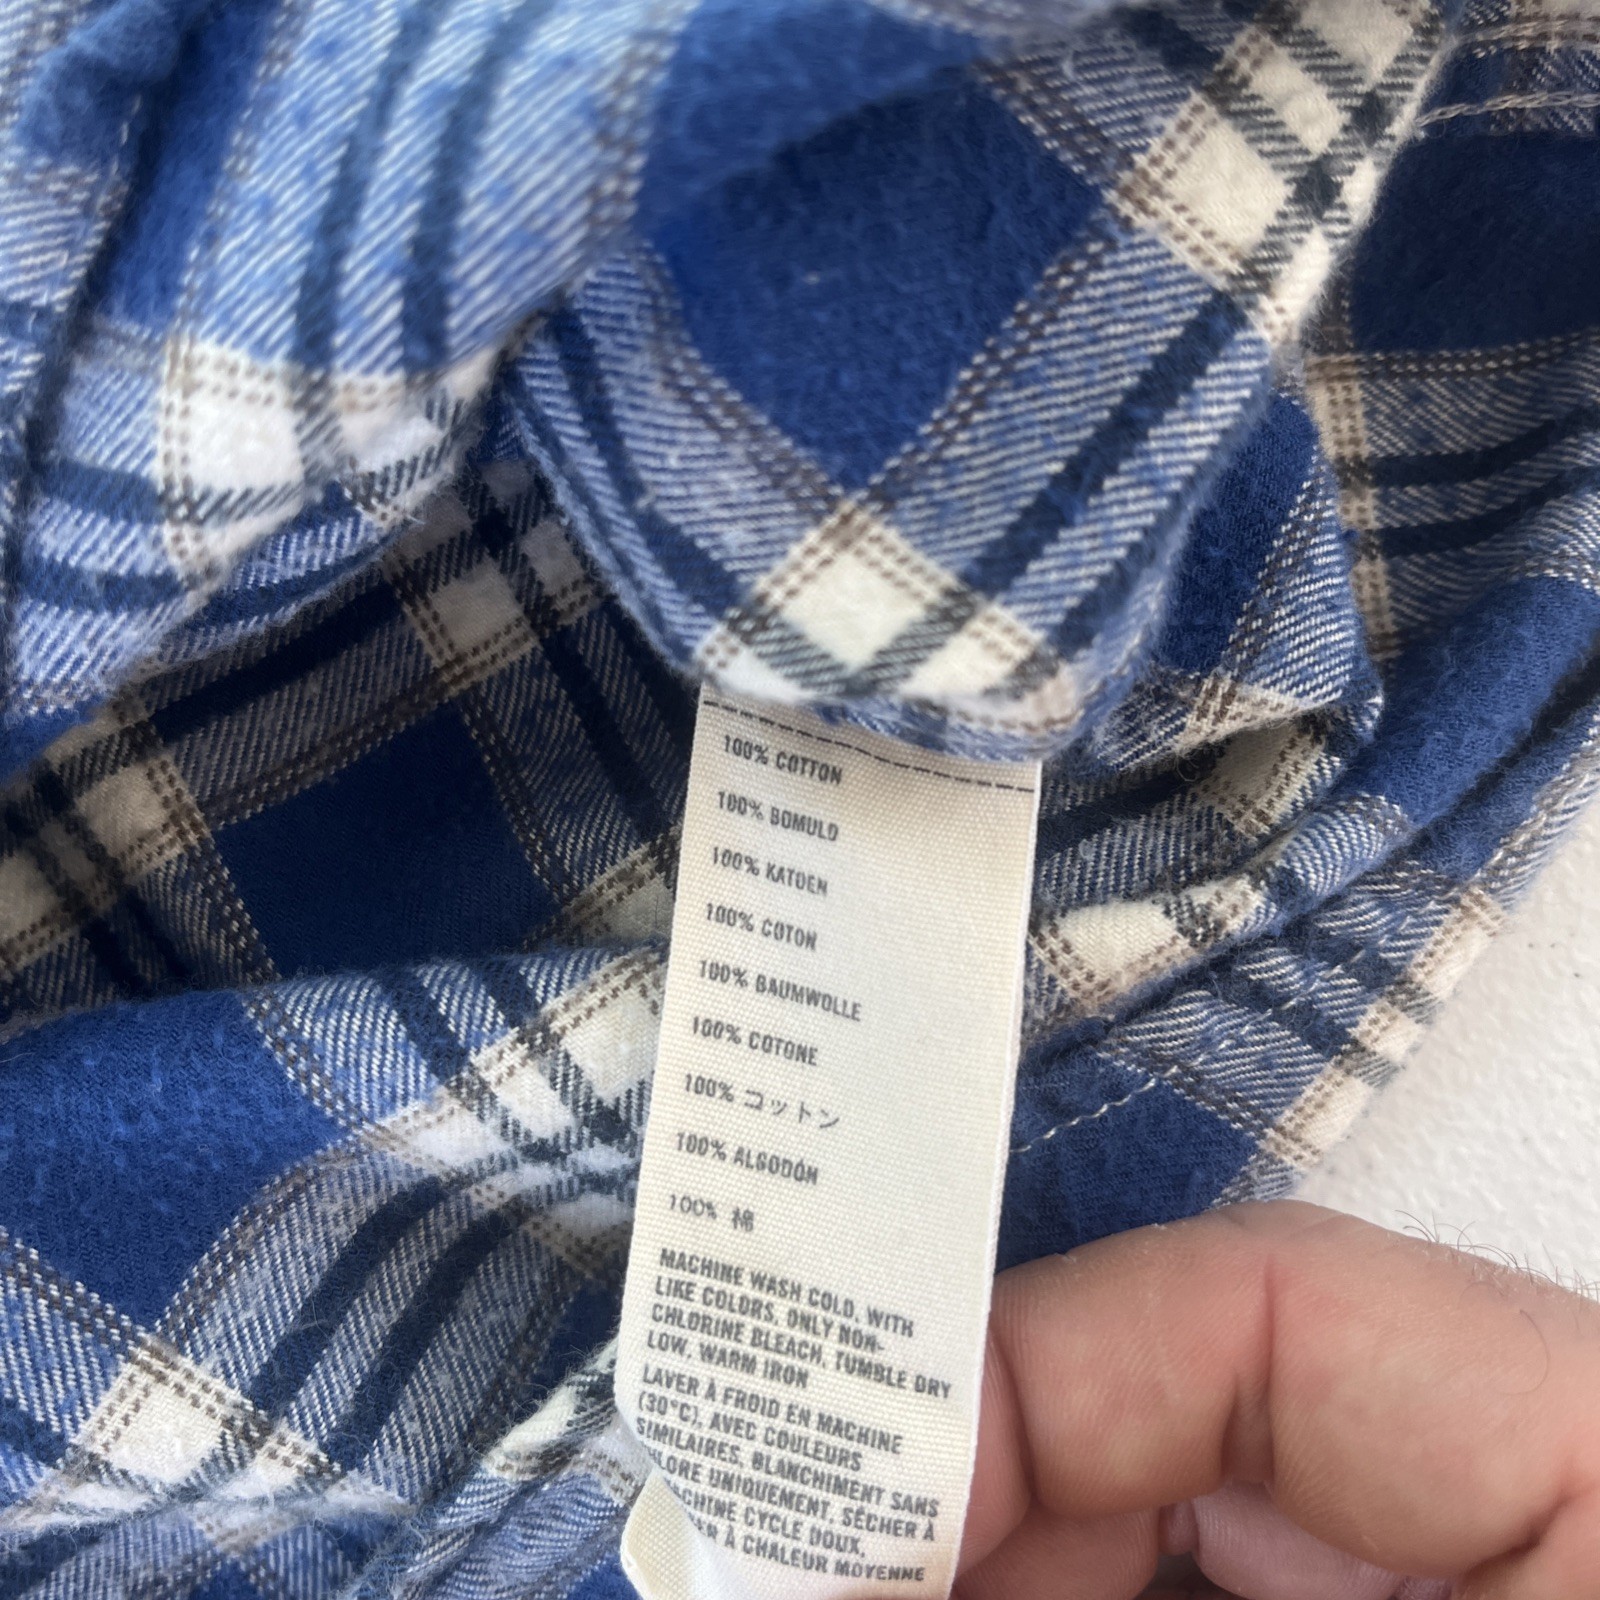 100% COTTON
100% BOMULD
100% KATOEN
100% COTON
100% BAUMWOLLE
100% COTONE
100% コットン
100% ALGODÓN
100% 棉
MACHINE WASH COLD, WITH
LIKE COLORS, ONLY NON-
CHLORINE BLEACH, TUMBLE DRY
LOW, WARM IRON
LAVER À FROID EN MACHINE
(30°C), AVEC COULEURS
SIMILAIRES, BLANCHIMENT SANS
UNIQUEMENT, SÉCHER À
CYCLE DOUX,
À CHALEUR MOYENNE